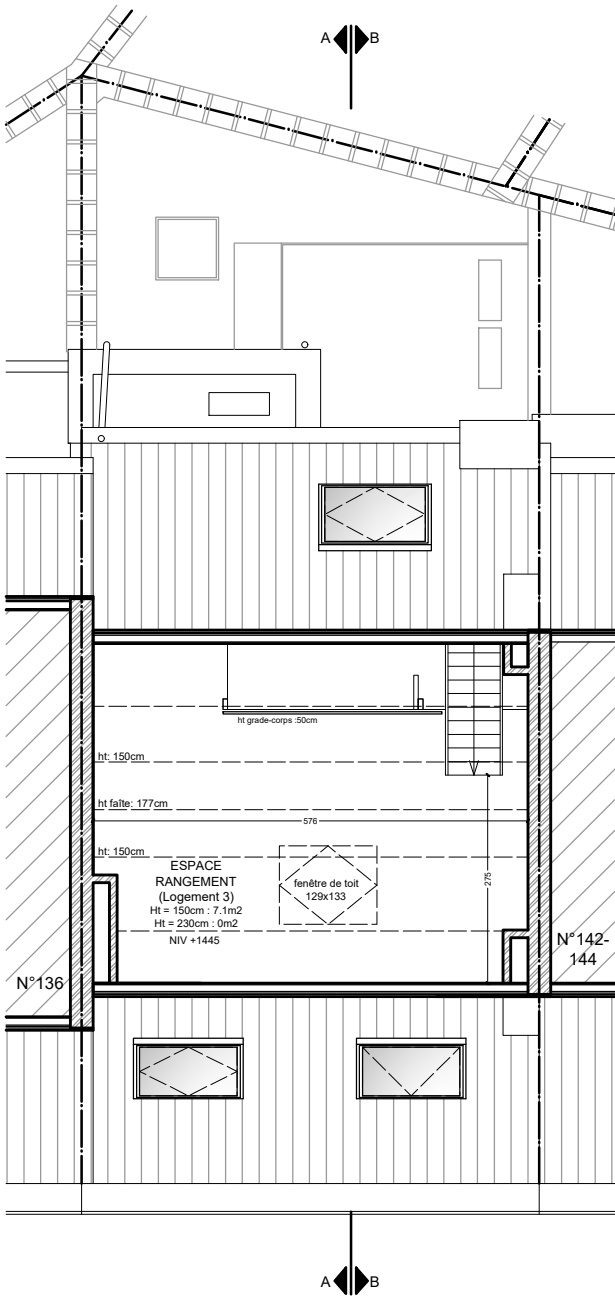 A B
ht grade-corps :50cm
ht: 150cm
ht faîte: 177cm
576
ht: 150cm
ESPACE
RANGEMENT
(Logement 3)
Ht = 150cm : 7.1m2
Ht = 230cm : 0m2
NIV +1445
fenêtre de toit
129x133
275
N°136
N°142-
144
A B